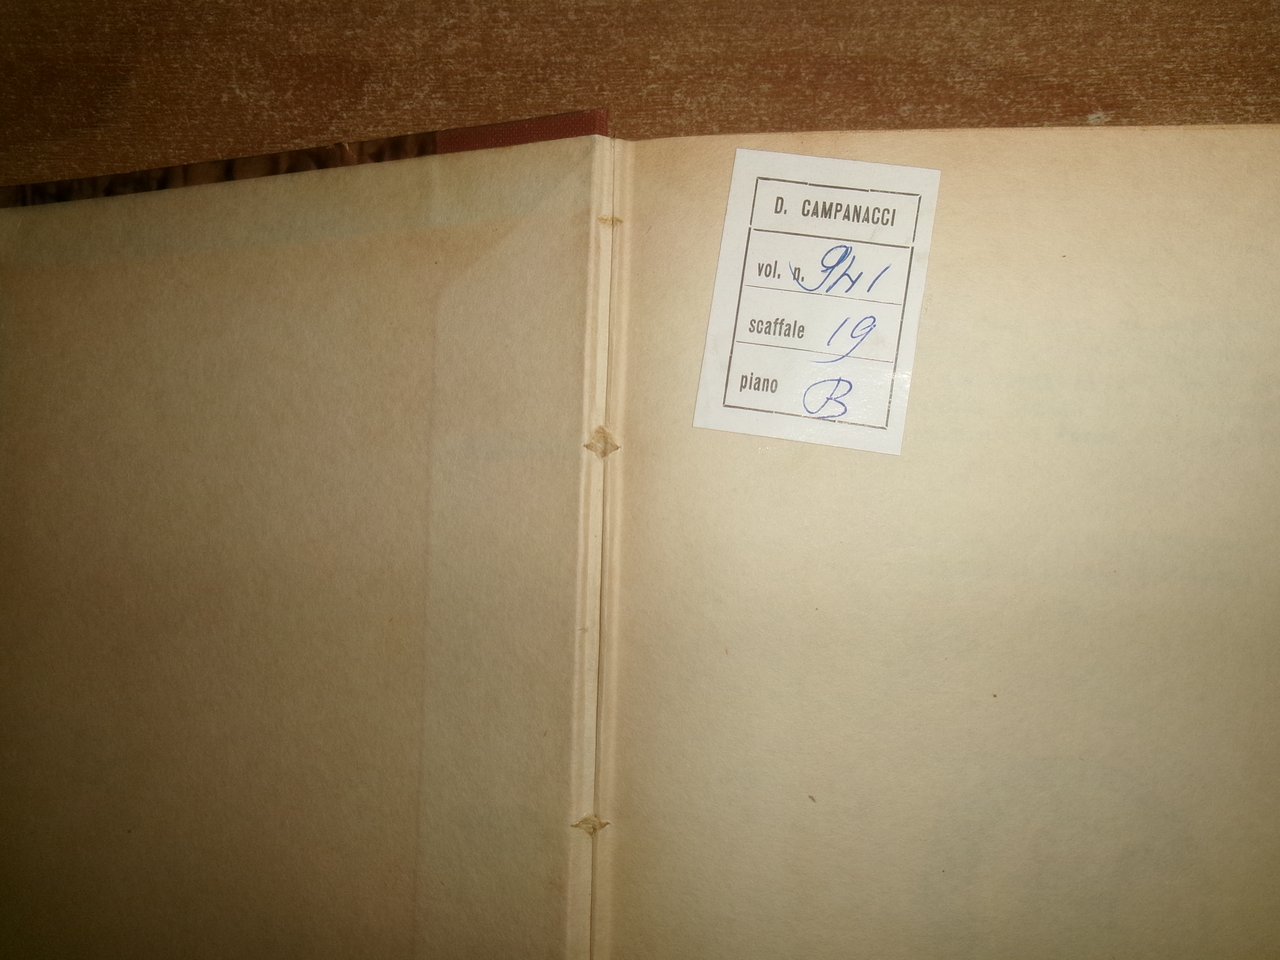 D. CAMPANACCI
vol. n. 941
scaffale 19
piano B